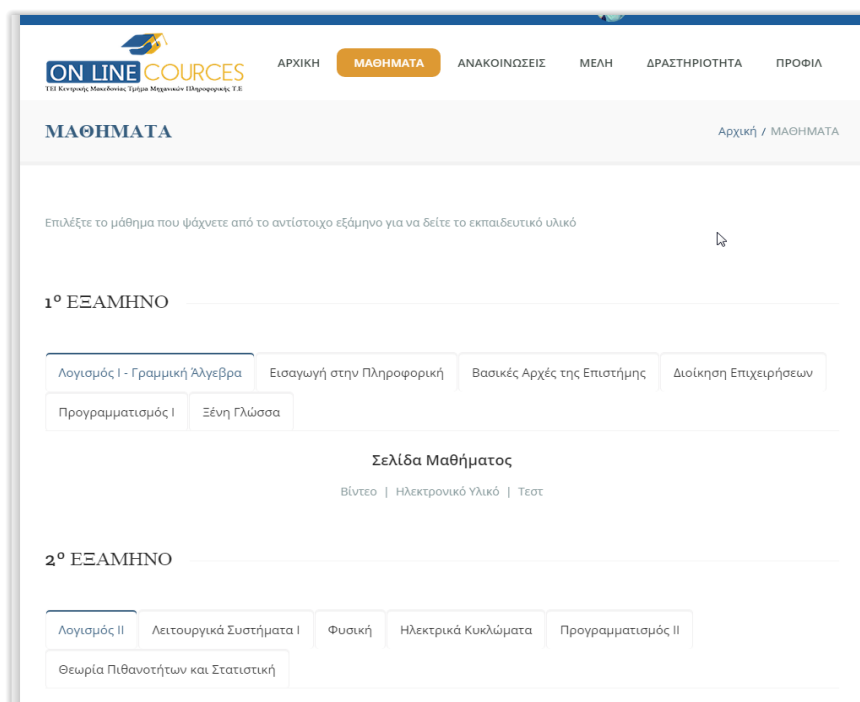 ON LINE COURCES
ΤΕΙ Κεντρικής Μακεδονίας Τμήμα Μηχανικών Πληροφορικής Τ.Ε
ΑΡΧΙΚΗ ΜΑΘΗΜΑΤΑ ΑΝΑΚΟΙΝΩΣΕΙΣ ΜΕΛΗ ΔΡΑΣΤΗΡΙΟΤΗΤΑ ΠΡΟΦΙΛ
ΜΑΘΗΜΑΤΑ
Αρχική / ΜΑΘΗΜΑΤΑ
Επιλέξτε το μάθημα που ψάχνετε από το αντίστοιχο εξάμηνο για να δείτε το εκπαιδευτικό υλικό
1º ΕΞΑΜΗΝΟ
Λογισμός Ι - Γραμμική Άλγεβρα Εισαγωγή στην Πληροφορική Βασικές Αρχές της Επιστήμης Διοίκηση Επιχειρήσεων
Προγραμματισμός Ι Ξένη Γλώσσα
Σελίδα Μαθήματος
Βίντεο | Ηλεκτρονικό Υλικό | Τεστ
2º ΕΞΑΜΗΝΟ
Λογισμός ΙΙ Λειτουργικά Συστήματα Ι Φυσική Ηλεκτρικά Κυκλώματα Προγραμματισμός ΙΙ
Θεωρία Πιθανοτήτων και Στατιστική